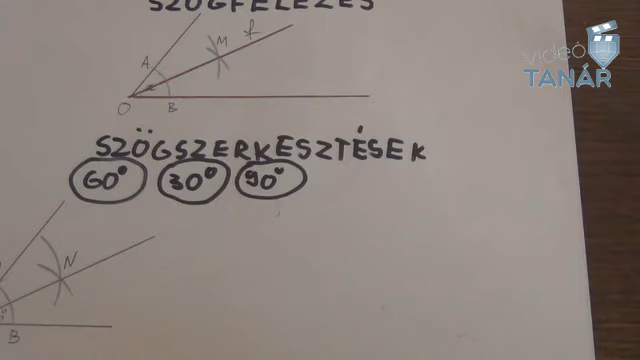 SZÖGFELEZÉS
videó
TANÁR
f
M
A
O
B
SZÖGSZERKESZTÉSEK
60° 30° 90°
N
B